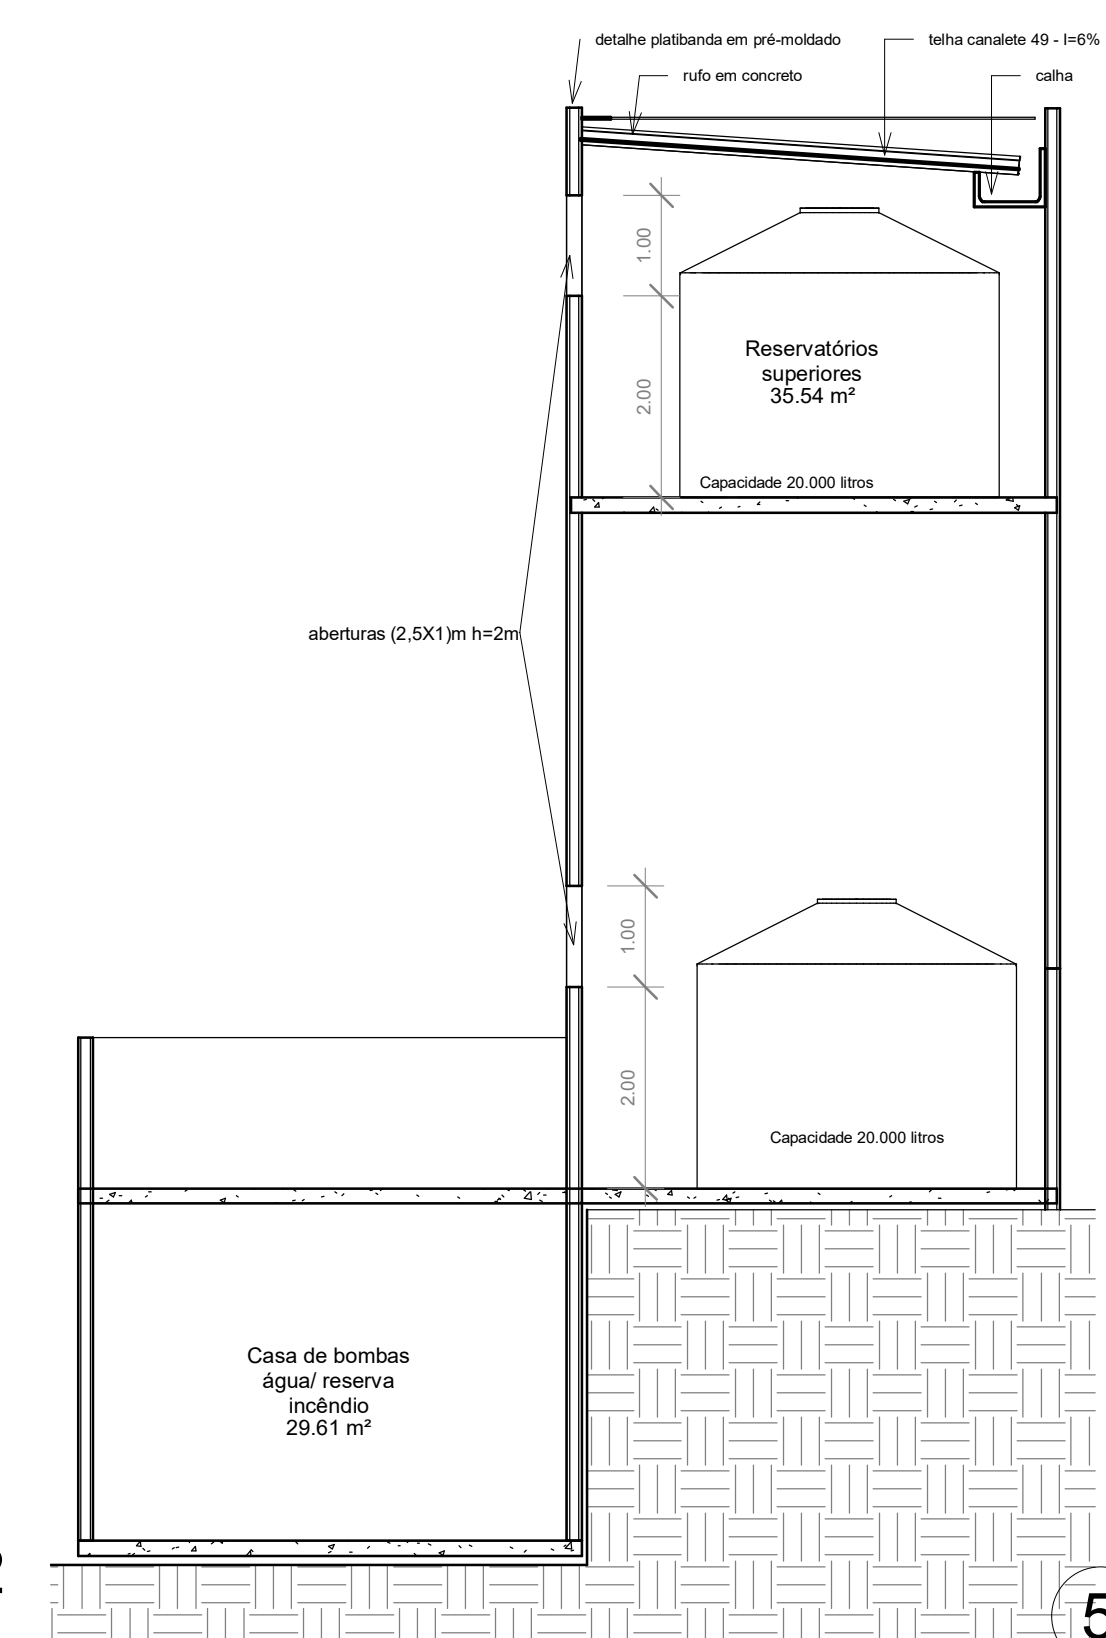 detalhe platibanda em pré-moldado
telha canalete 49 - I=6%
rufo em concreto
calha
1.00
2.00
Reservatórios
superiores
35.54 m²
Capacidade 20.000 litros
aberturas (2,5X1)m h=2m
1.00
2.00
Capacidade 20.000 litros
Casa de bombas
água/ reserva
incêndio
29.61 m²
5